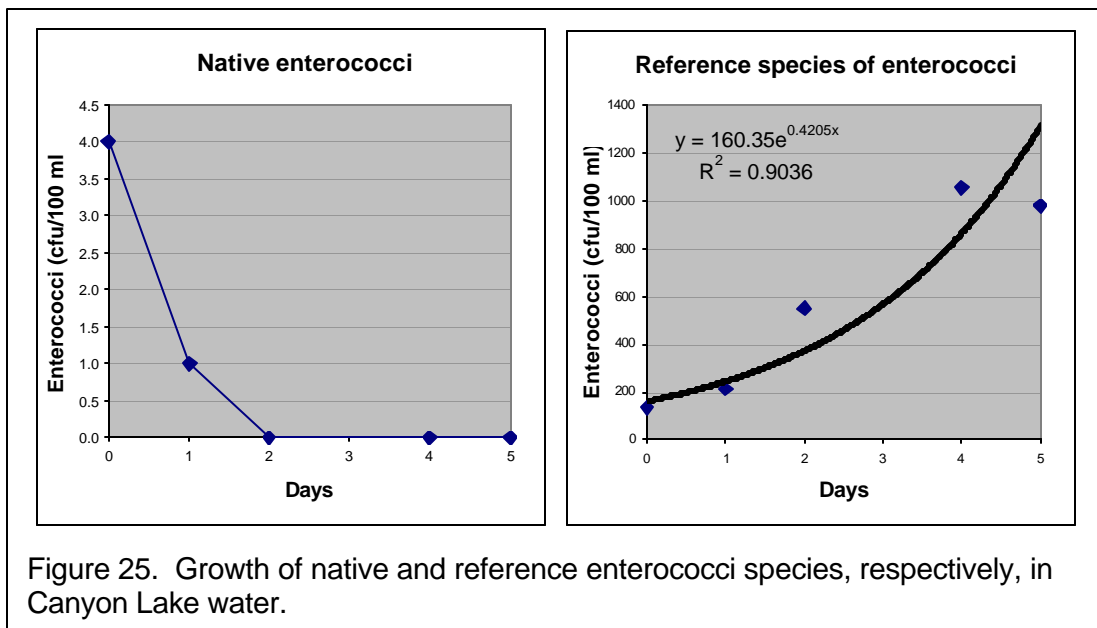 Native enterococci
Enterococci (cfu/100 ml)
4.5
4.0
3.5
3.0
2.5
2.0
1.5
1.0
0.5
0.0
0 1 2 3 4 5
Days
Reference species of enterococci
Enterococci (cfu/100 ml)
1400
1200
1000
800
600
400
200
0
y = 160.35e^0.4205x
R^2 = 0.9036
0 1 2 3 4 5
Days
Figure 25. Growth of native and reference enterococci species, respectively, in
Canyon Lake water.